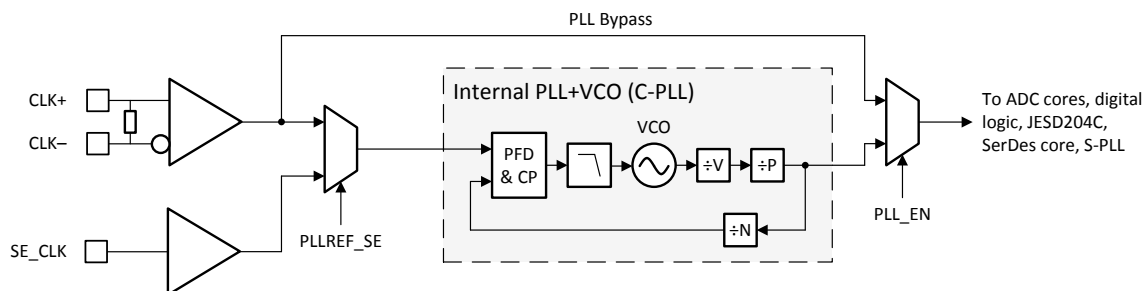 PLL Bypass
CLK+
CLK–
Internal PLL+VCO (C-PLL)
VCO
PFD
& CP
÷V
÷P
÷N
To ADC cores, digital
logic, JESD204C,
SerDes core, S-PLL
SE_CLK
PLLREF_SE
PLL_EN